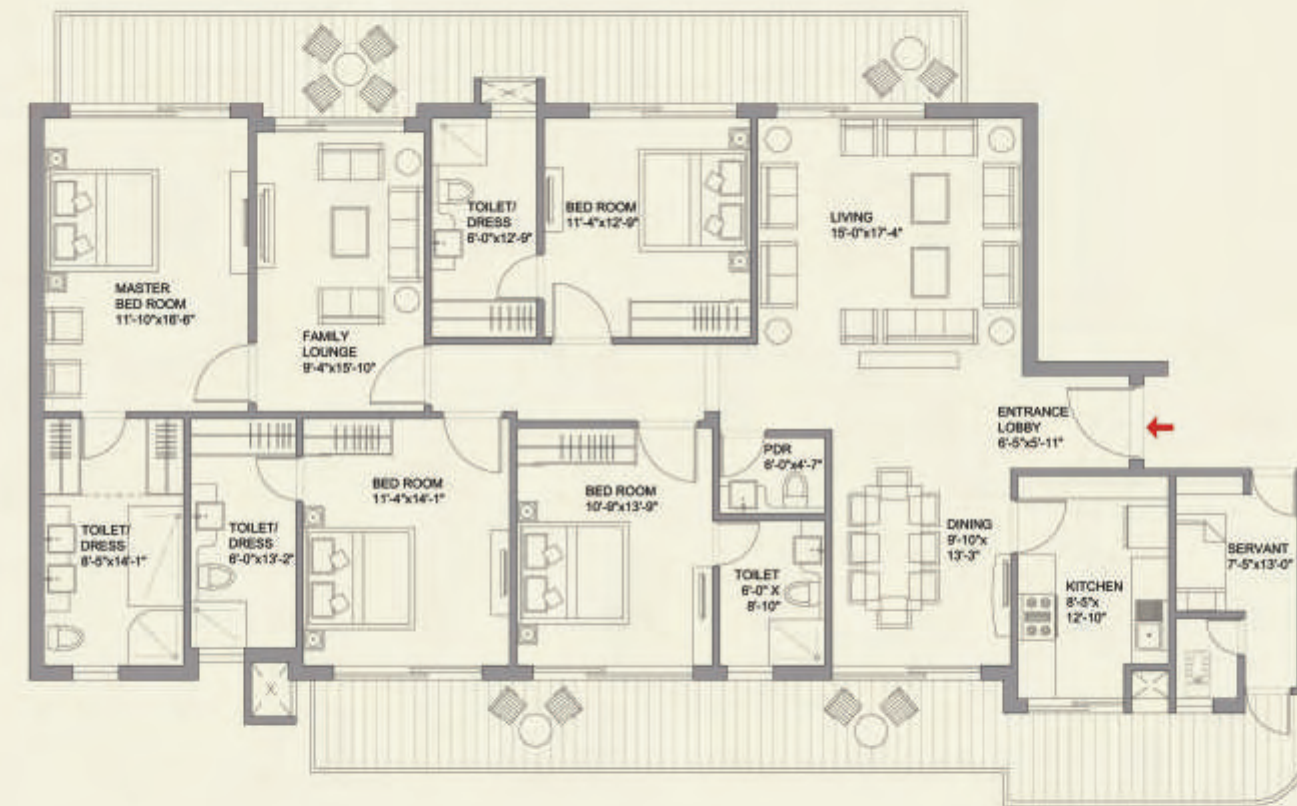 TOILET/
DRESS
6'-0"x12'-9"
BED ROOM
11'-4"x12'-9"
LIVING
15'-0"x17'-4"
MASTER
BED ROOM
11'-10"x16'-6"
FAMILY
LOUNGE
9'-4"x15'-10"
ENTRANCE
LOBBY
6'-5"x5'-11"
PDR
6'-0"x4'-7"
BED ROOM
11'-4"x14'-1"
BED ROOM
10'-9"x13'-9"
TOILET/
DRESS
8'-5"x14'-1"
TOILET/
DRESS
6'-0"x13'-2"
DINING
9'-10"x
13'-3"
TOILET
6'-0" X
8'-10"
KITCHEN
8'-5"x
12'-10"
SERVANT
7'-5"x13'-0"